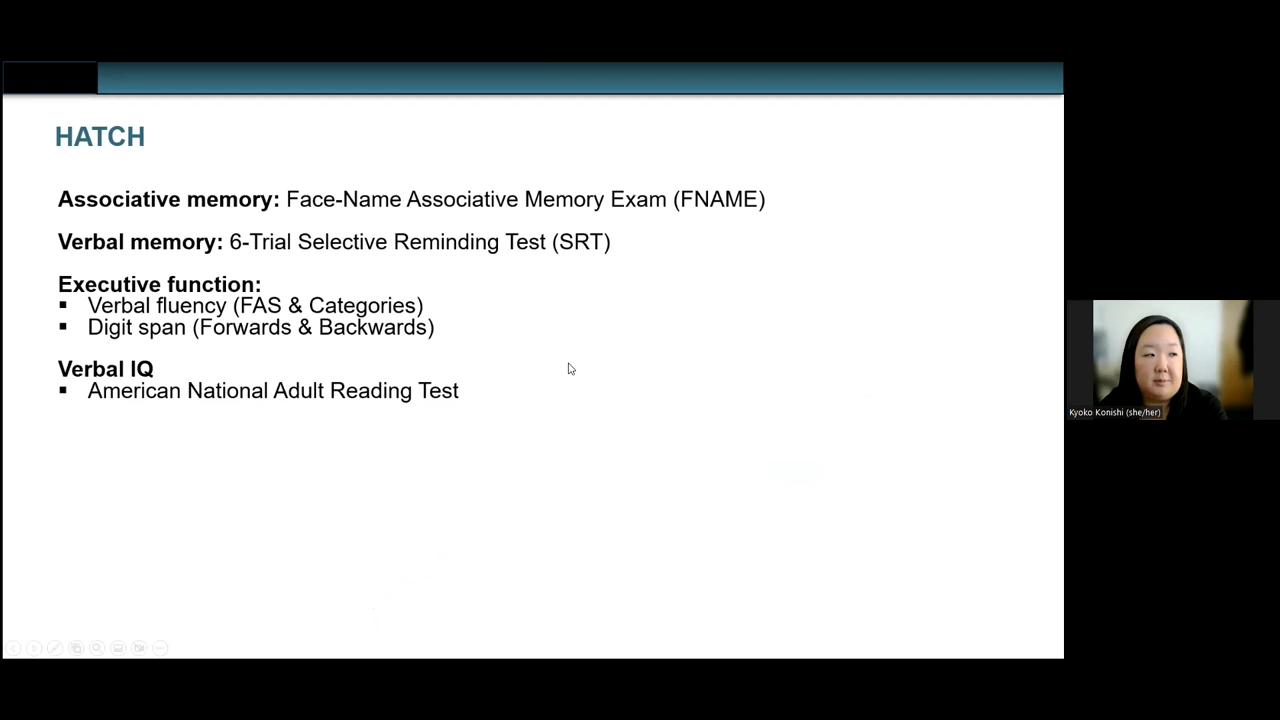 HATCH
Associative memory: Face-Name Associative Memory Exam (FNAME)
Verbal memory: 6-Trial Selective Reminding Test (SRT)
Executive function:
▪ Verbal fluency (FAS & Categories)
▪ Digit span (Forwards & Backwards)
Verbal IQ
▪ American National Adult Reading Test
Kyoko Konishi (she/her)